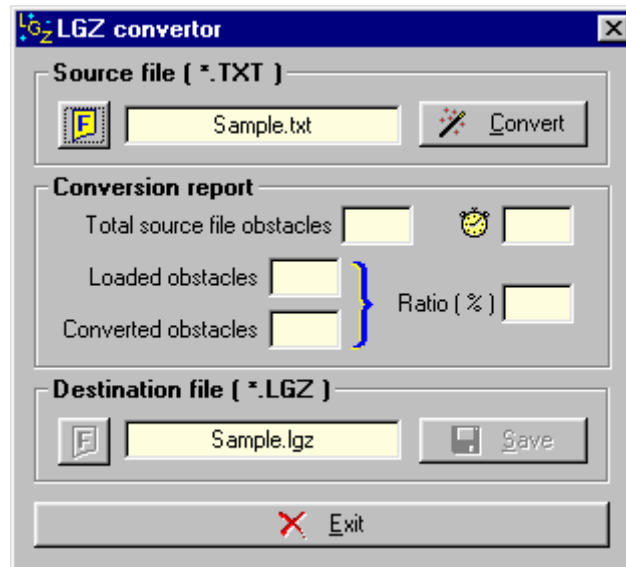 LGZ LGZ convertor
Source file ( *.TXT )
F Sample.txt Convert
Conversion report
Total source file obstacles
Loaded obstacles
Ratio ( % )
Converted obstacles
Destination file ( *.LGZ )
F Sample.lgz Save
Exit